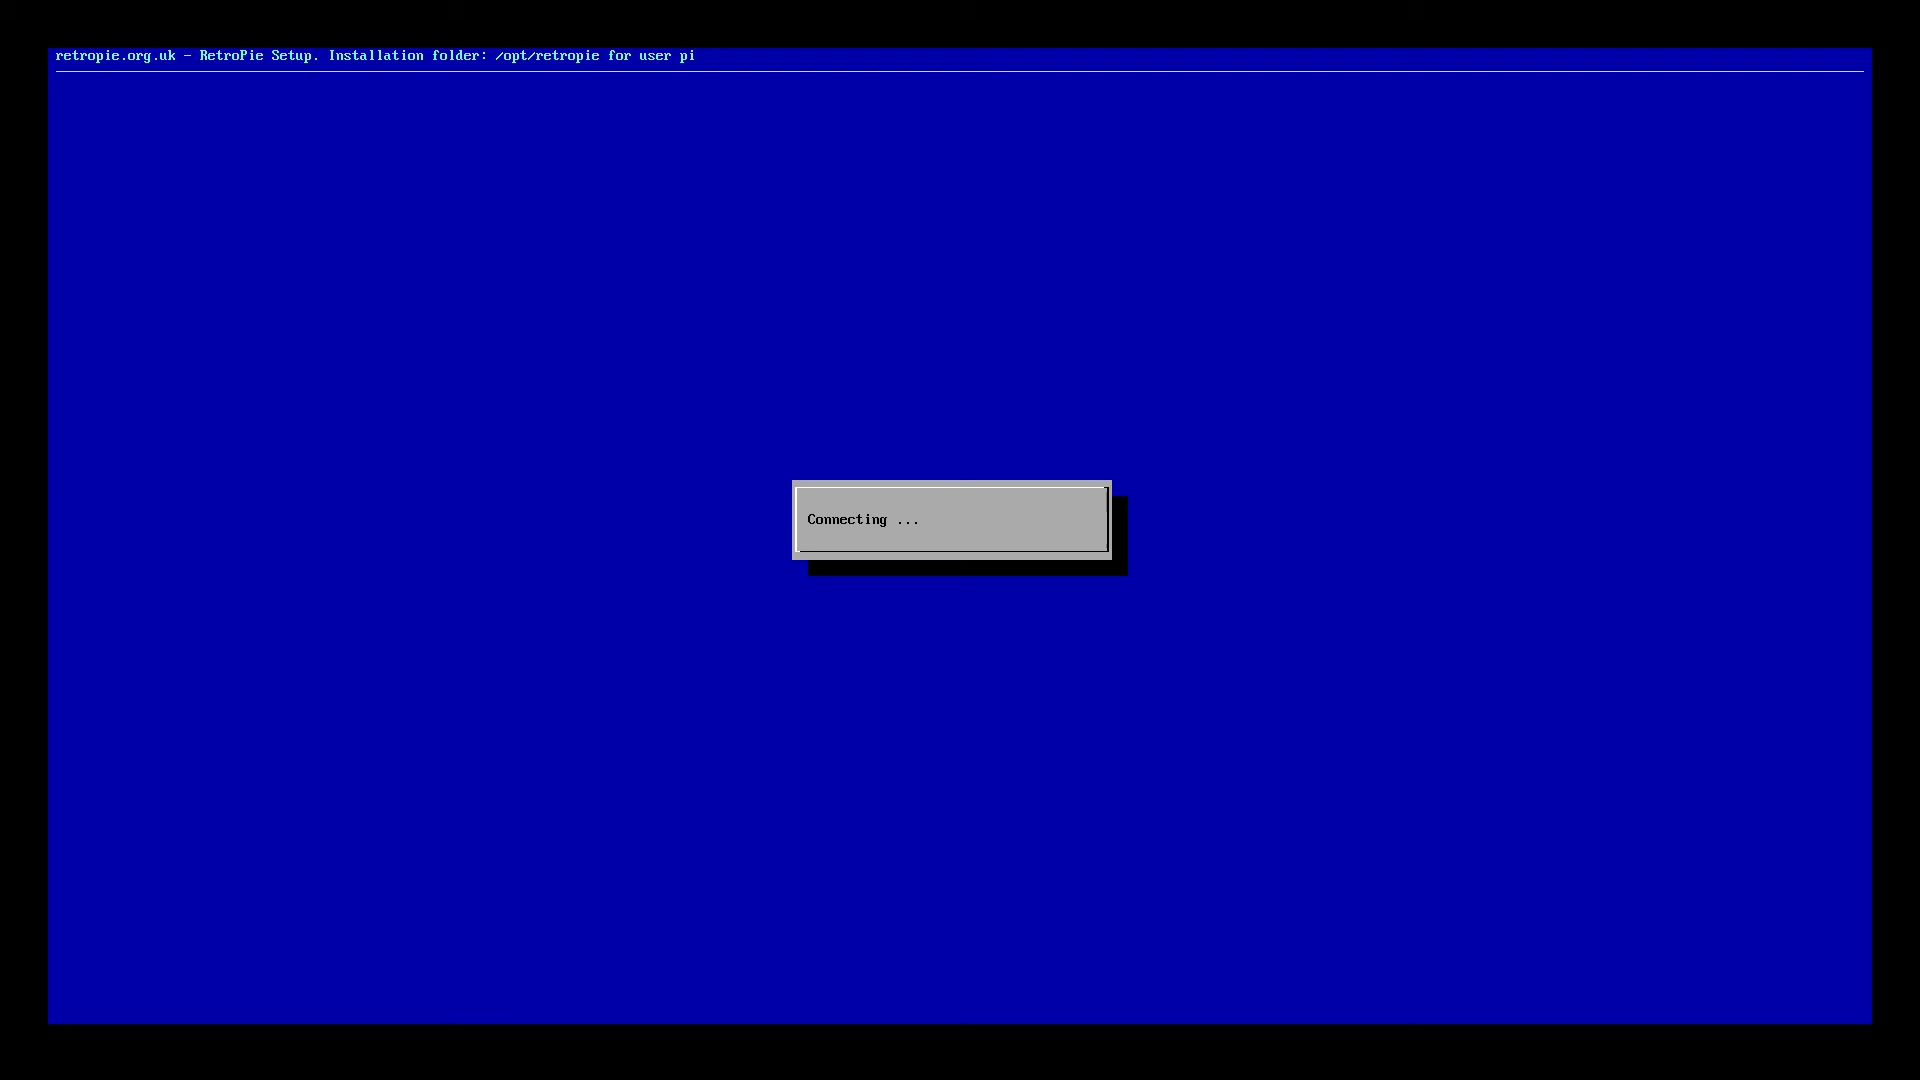 retropie.org.uk - RetroPie Setup. Installation folder: /opt/retropie for user pi
Connecting ...